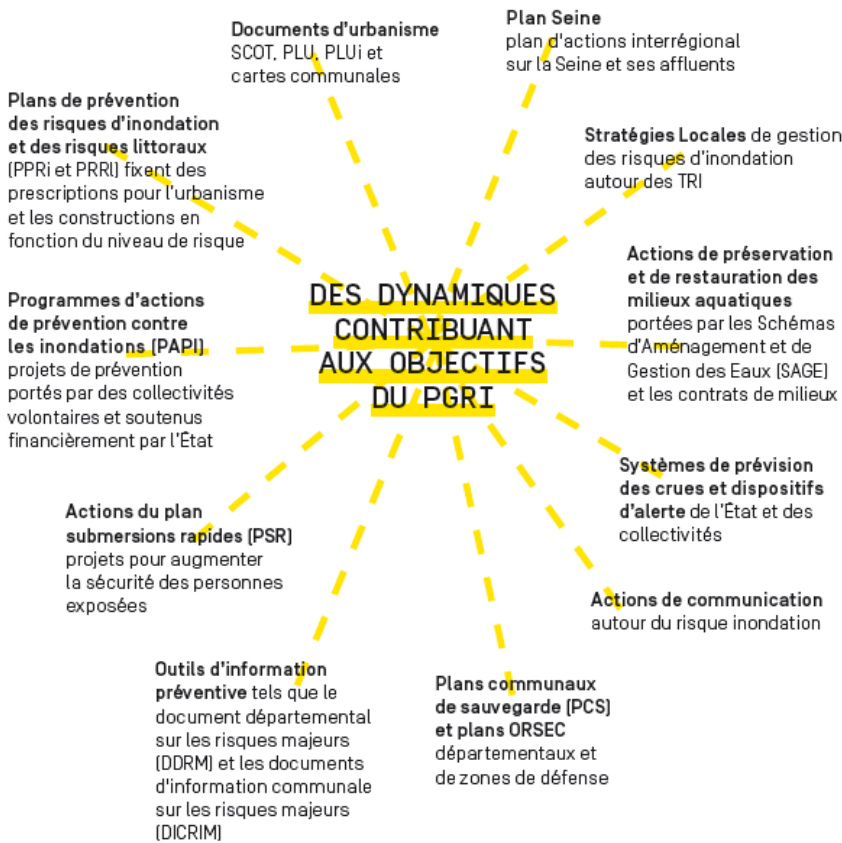 Documents d'urbanisme
SCOT, PLU, PLUi et
cartes communales
Plan Seine
plan d'actions interrégional
sur la Seine et ses affluents
Plans de prévention
des risques d'inondation
et des risques littoraux
(PPRi et PRRl) fixent des
prescriptions pour l'urbanisme
et les constructions en
fonction du niveau de risque
Stratégies Locales de gestion
des risques d'inondation
autour des TRI
DES DYNAMIQUES
CONTRIBUANT
AUX OBJECTIFS
DU PGRI
Programmes d'actions
de prévention contre
les inondations (PAPI)
projets de prévention
portés par des collectivités
volontaires et soutenus
financièrement par l'État
Actions de préservation
et de restauration des
milieux aquatiques
portées par les Schémas
d'Aménagement et de
Gestion des Eaux (SAGE)
et les contrats de milieux
Systèmes de prévision
des crues et dispositifs
d'alerte de l'État et des
collectivités
Actions du plan
submersions rapides (PSR)
projets pour augmenter
la sécurité des personnes
exposées
Actions de communication
autour du risque inondation
Outils d'information
préventive tels que le
document départemental
sur les risques majeurs
(DDRM) et les documents
d'information communale
sur les risques majeurs
(DICRIM)
Plans communaux
de sauvegarde (PCS)
et plans ORSEC
départementaux et
de zones de défense